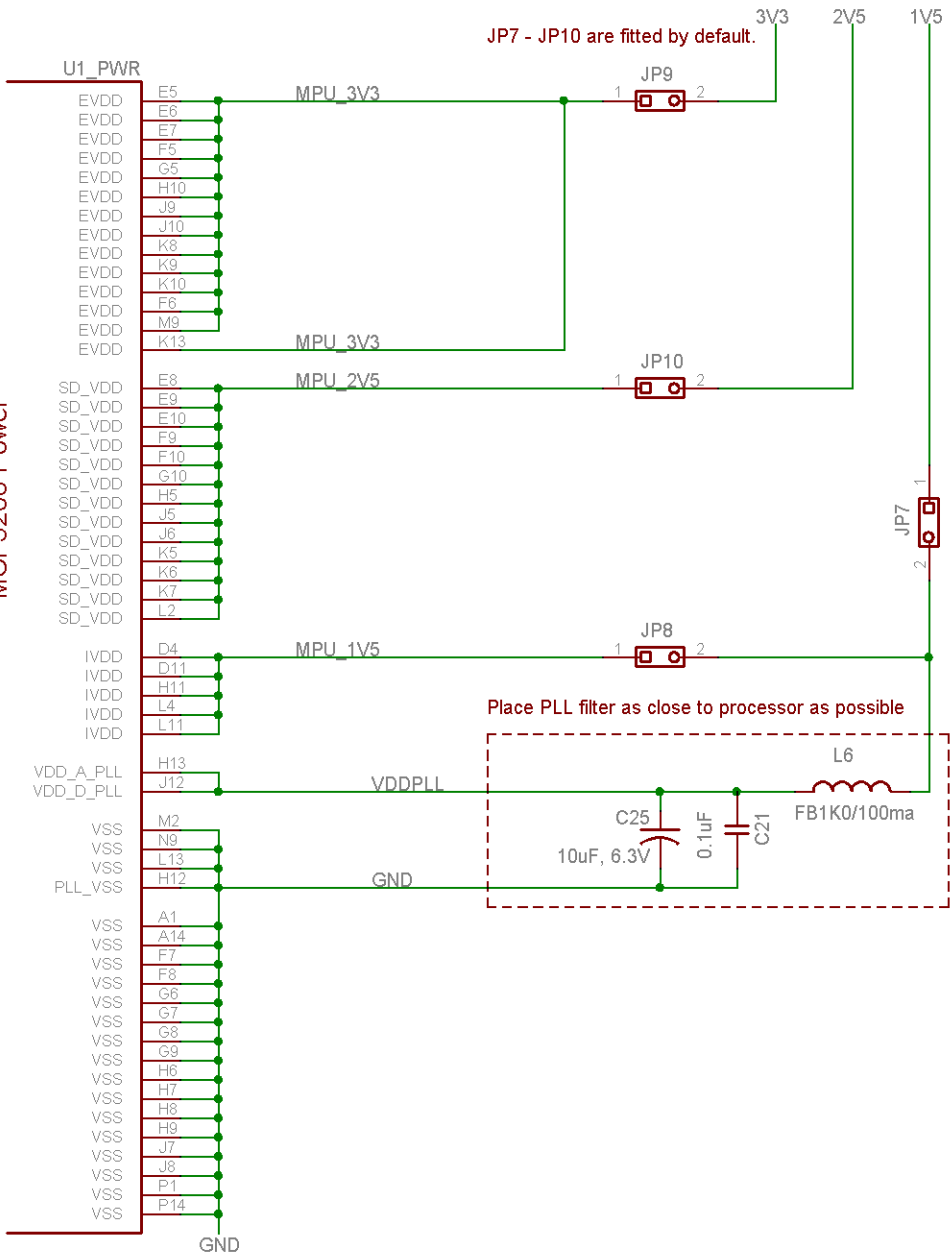 3V3 2V5 1V5
JP7 - JP10 are fitted by default.
U1_PWR
JP9
EVDD E5 MPU_3V3 1 2
EVDD E6
EVDD E7
EVDD F5
EVDD G5
EVDD H10
EVDD J9
EVDD J10
EVDD K8
EVDD K9
EVDD K10
EVDD F6
EVDD M9
EVDD K13 MPU_3V3
JP10
SD_VDD E8 MPU_2V5 1 2
SD_VDD E9
SD_VDD E10
SD_VDD F9
SD_VDD F10
SD_VDD G10
SD_VDD H5
SD_VDD J5
SD_VDD J6
SD_VDD K5
SD_VDD K6
SD_VDD K7
SD_VDD L2
1
JP7
2
JP8
IVDD D4 MPU_1V5 1 2
IVDD D11
IVDD H11
IVDD L4
IVDD L11
Place PLL filter as close to processor as possible
L6
VDD_A_PLL H13
VDD_D_PLL J12 VDDPLL
FB1K0/100ma
C25
10uF, 6.3V
0.1uF
C21
VSS M2
VSS N9
VSS L13
PLL_VSS H12 GND
VSS A1
VSS A14
VSS F7
VSS F8
VSS G6
VSS G7
VSS G8
VSS G9
VSS H6
VSS H7
VSS H8
VSS H9
VSS J7
VSS J8
VSS P1
VSS P14
GND